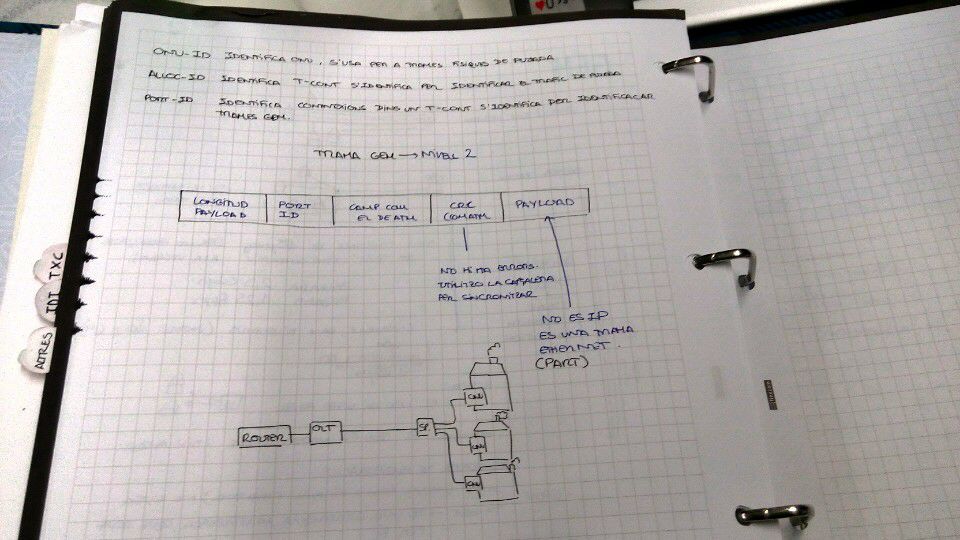 ONU-ID IDENTIFICA ONU, S'USA PER A TRAMES FISIQUES DE PUJADA
ALLOC-ID IDENTIFICA T-CONT S'IDENTIFICA PER IDENTIFICAR EL TRAFIC DE PUJADA
PORT-ID IDENTIFICA CONNEXIONS DINS UN T-CONT S'IDENTIFICA PER IDENTIFICAR
TRAMES GEM.
TRAMA GEM → NIVELL 2
LONGITUD PAYLOAD
PORT ID
CAMP COM EL DE ATM
CRC COM ATM
PAYLOAD
NO HI HA ERRORS.
UTILITZO LA CAPÇALERA
PER SINCRONITZAR
NO ES IP
ES UNA TRAMA
ETHERNET.
(PART)
ROUTER
OLT
SP
ONU
ONU
ONU
TXC
TDT
ALTRES